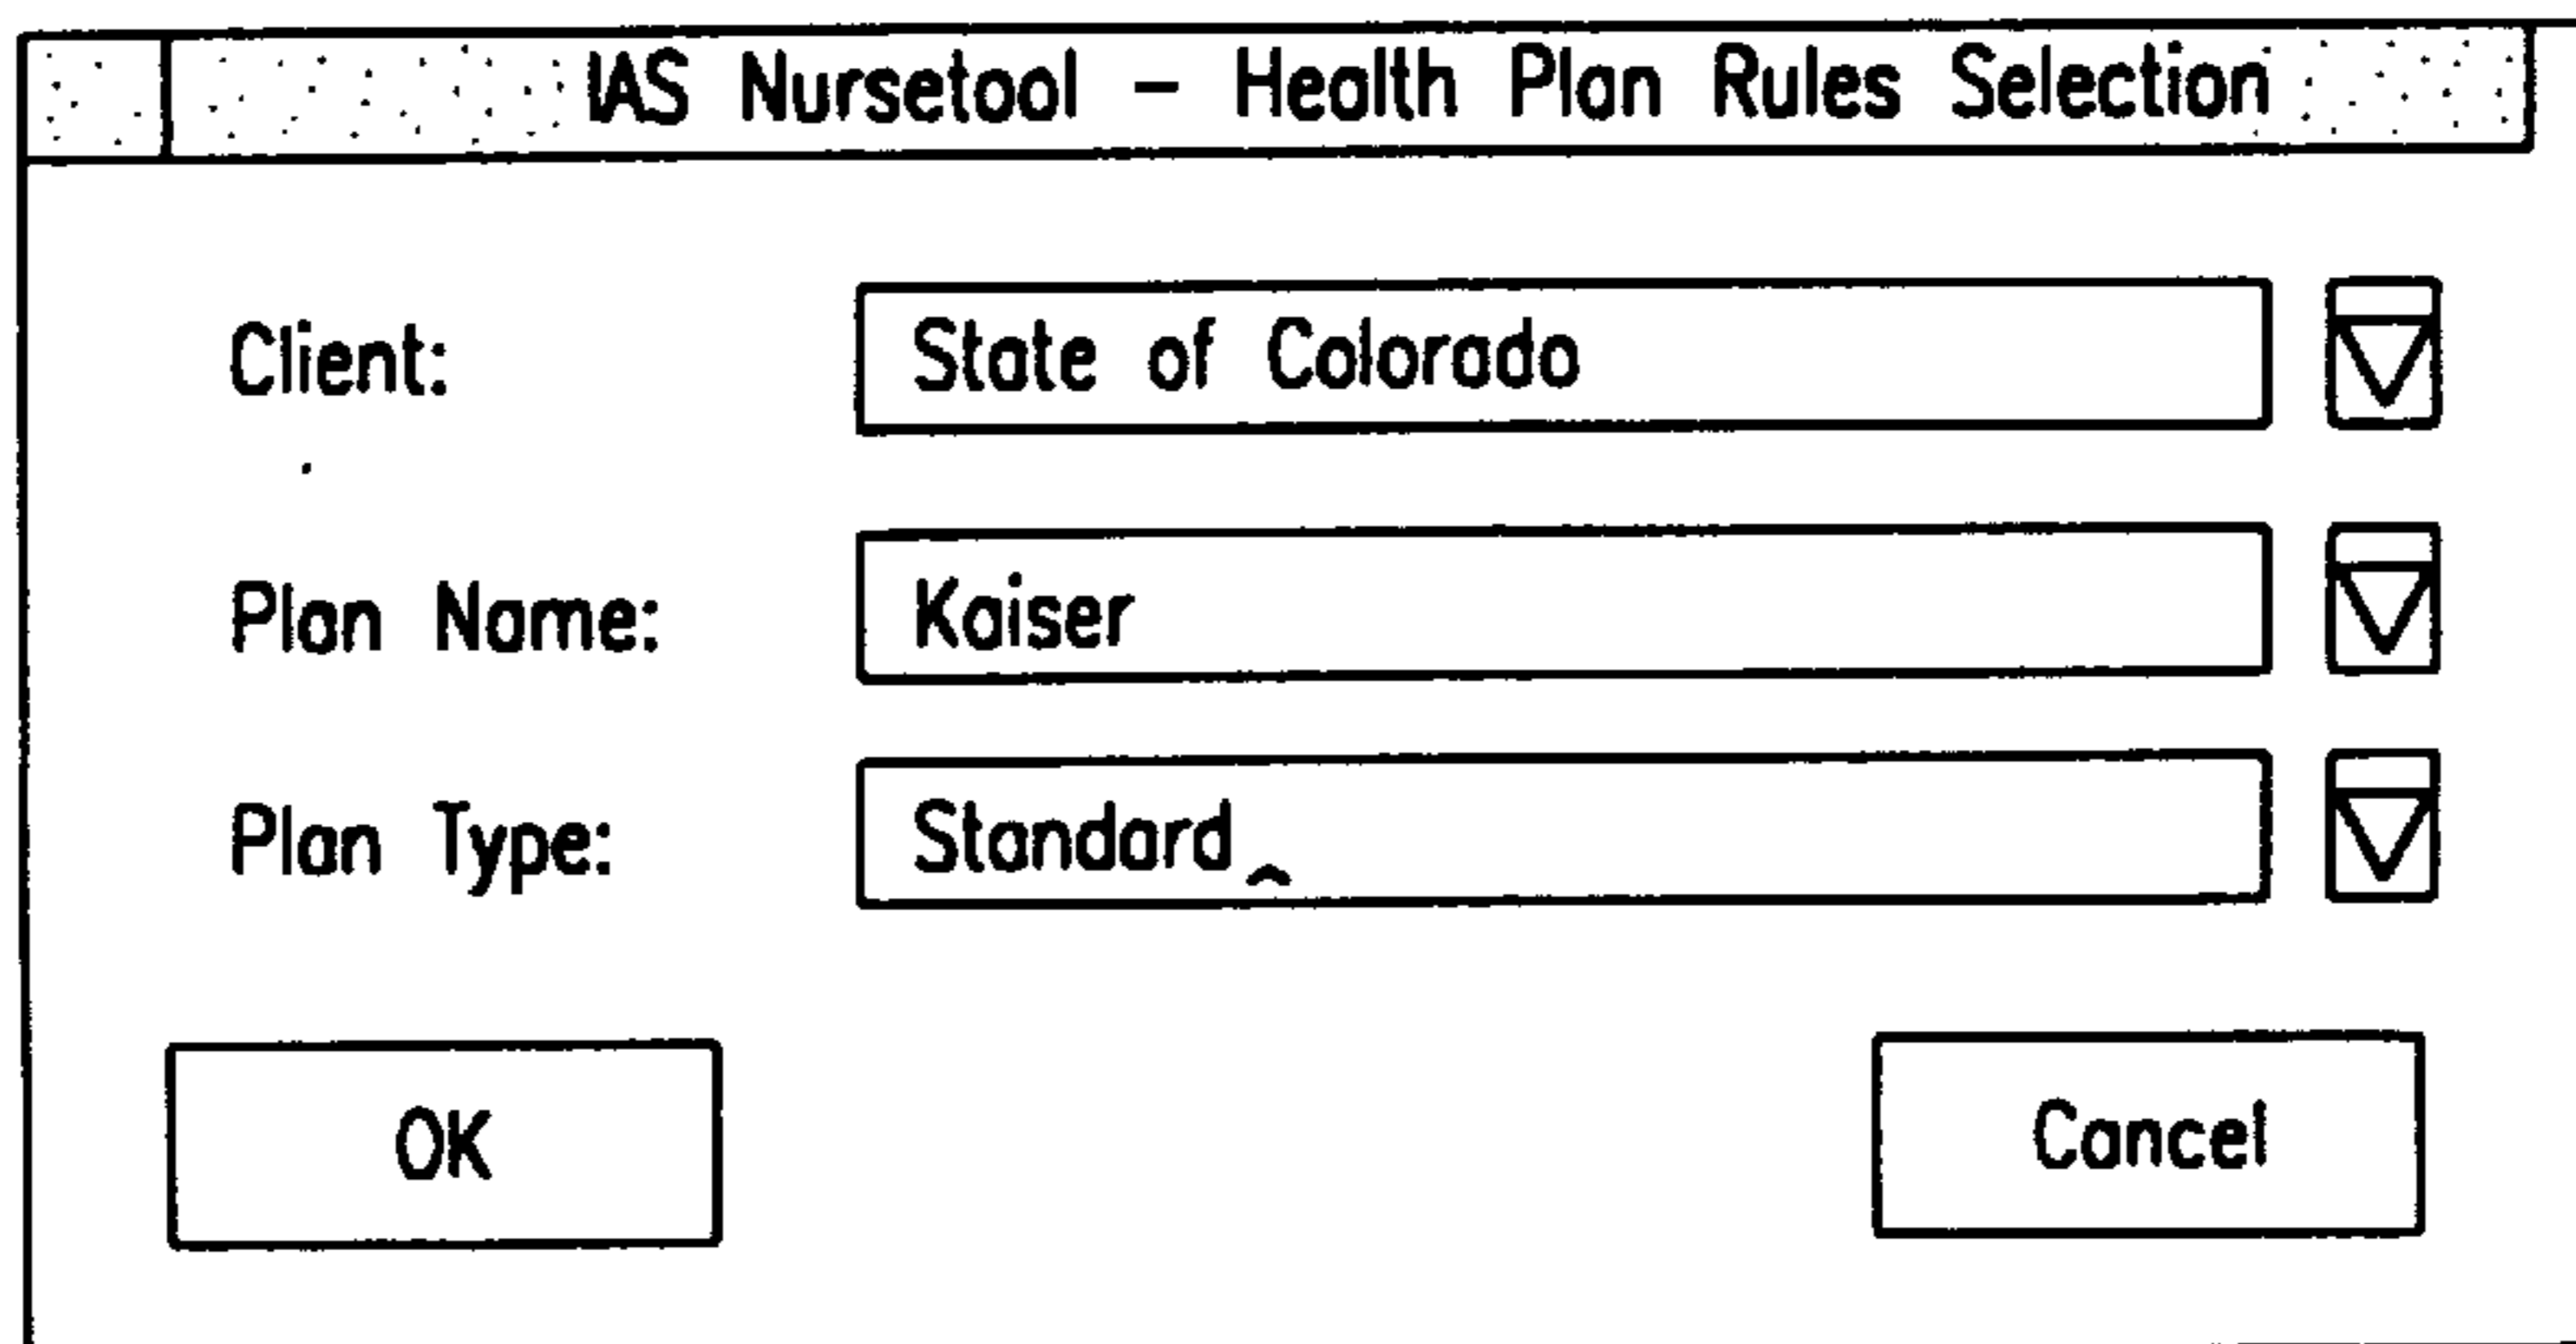 IAS Nursetool - Health Plan Rules Selection
Client: State of Colorado
Plan Name: Kaiser
Plan Type: Standard
OK Cancel